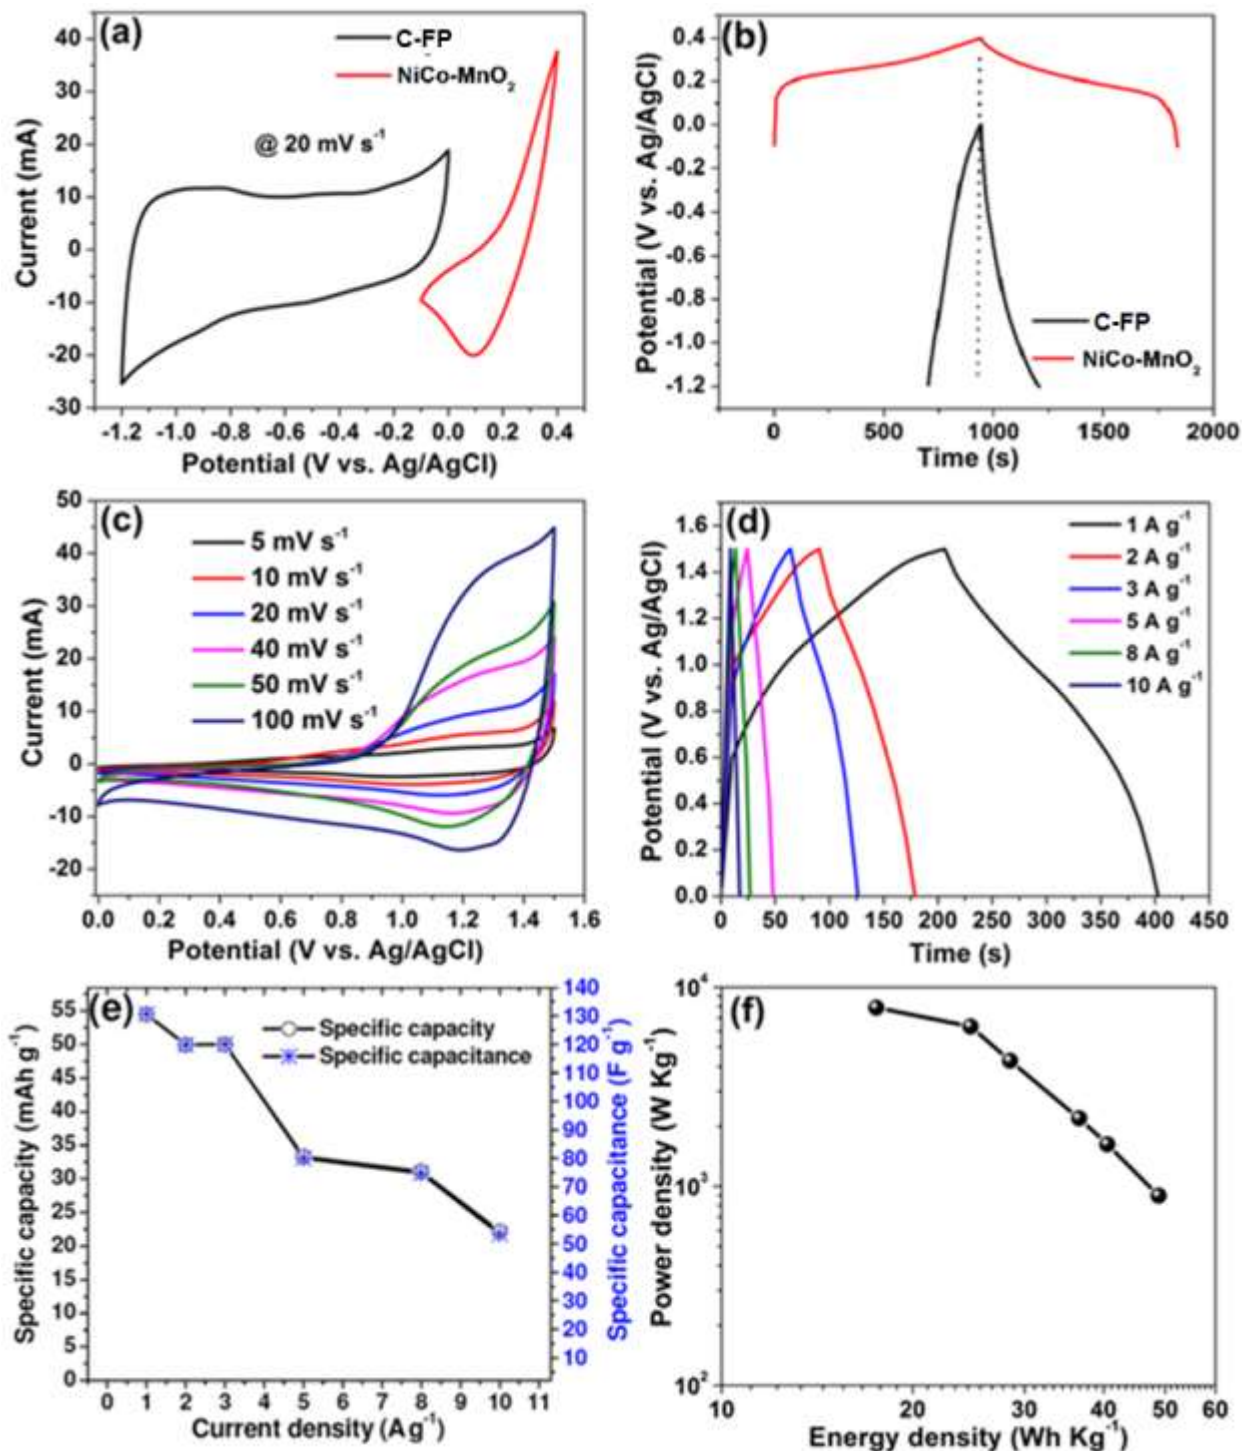 (a)
C-FP
NiCo-MnO₂
@ 20 mV s⁻¹
Current (mA)
40
30
20
10
0
-10
-20
-30
-1.2 -1.0 -0.8 -0.6 -0.4 -0.2 0.0 0.2 0.4
Potential (V vs. Ag/AgCl)
(b)
Potential (V vs. Ag/AgCl)
0.4
0.2
0.0
-0.2
-0.4
-0.6
-0.8
-1.0
-1.2
C-FP
NiCo-MnO₂
0 500 1000 1500 2000
Time (s)
(c)
5 mV s⁻¹
10 mV s⁻¹
20 mV s⁻¹
40 mV s⁻¹
50 mV s⁻¹
100 mV s⁻¹
Current (mA)
50
40
30
20
10
0
-10
-20
0.0 0.2 0.4 0.6 0.8 1.0 1.2 1.4 1.6
Potential (V vs. Ag/AgCl)
(d)
1 A g⁻¹
2 A g⁻¹
3 A g⁻¹
5 A g⁻¹
8 A g⁻¹
10 A g⁻¹
Potential (V vs. Ag/AgCl)
1.6
1.4
1.2
1.0
0.8
0.6
0.4
0.2
0.0
0 50 100 150 200 250 300 350 400 450
Time (s)
(e)
Specific capacity
Specific capacitance
Specific capacity (mAh g⁻¹)
55
50
45
40
35
30
25
20
15
10
5
0
Specific capacitance (F g⁻¹)
140
130
120
110
100
90
80
70
60
50
40
30
20
10
0 1 2 3 4 5 6 7 8 9 10 11
Current density (A g⁻¹)
(f)
Power density (W Kg⁻¹)
10⁴
10³
10²
10 20 30 40 50 60
Energy density (Wh Kg⁻¹)